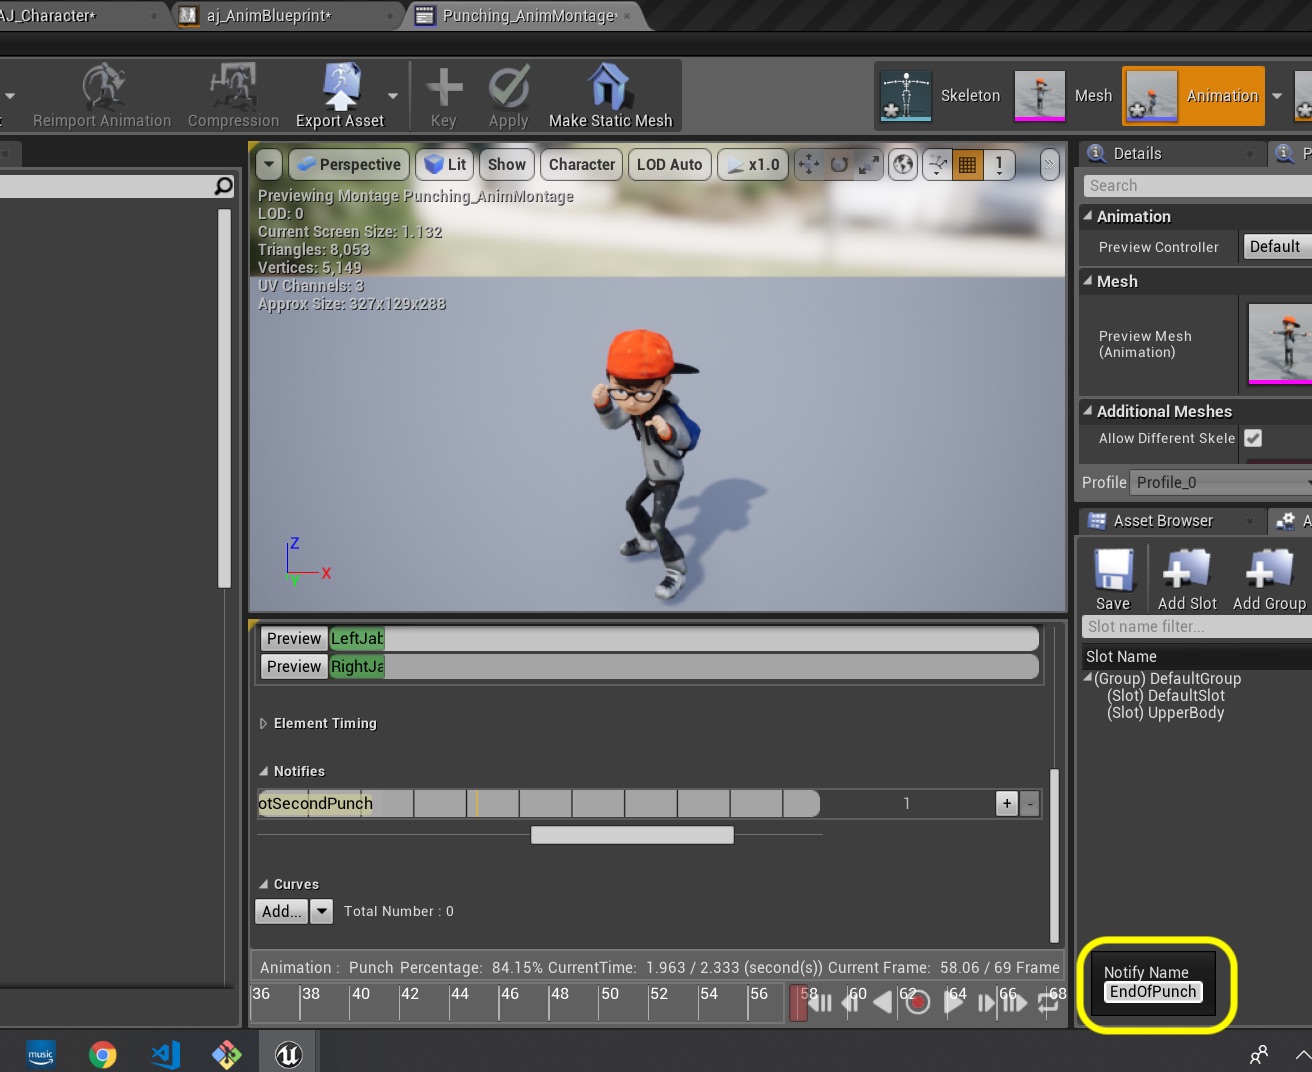 AJ_Character*
aj_AnimBlueprint*
Punching_AnimMontage*
Reimport Animation
Compression
Export Asset
Key
Apply
Make Static Mesh
Skeleton
Mesh
Animation
Perspective
Lit
Show
Character
LOD Auto
x1.0
1
Previewing Montage Punching_AnimMontage
LOD: 0
Current Screen Size: 1.132
Triangles: 8,053
Vertices: 5,149
UV Channels: 3
Approx Size: 327x129x288
Z
X
Y
Details
P
Search
Animation
Preview Controller
Default
Mesh
Preview Mesh
(Animation)
Additional Meshes
Allow Different Skele
Profile
Profile_0
Asset Browser
A
Save
Add Slot
Add Group
Slot name filter...
Slot Name
(Group) DefaultGroup
(Slot) DefaultSlot
(Slot) UpperBody
Preview LeftJab
Preview RightJa
Element Timing
Notifies
otSecondPunch
1
+ -
Curves
Add...
Total Number : 0
Animation : Punch Percentage: 84.15% CurrentTime: 1.963 / 2.333 (second(s)) Current Frame: 58.06 / 69 Frame
36 38 40 42 44 46 48 50 52 54 56 58 60 62 64 66 68
Notify Name
EndOfPunch
music